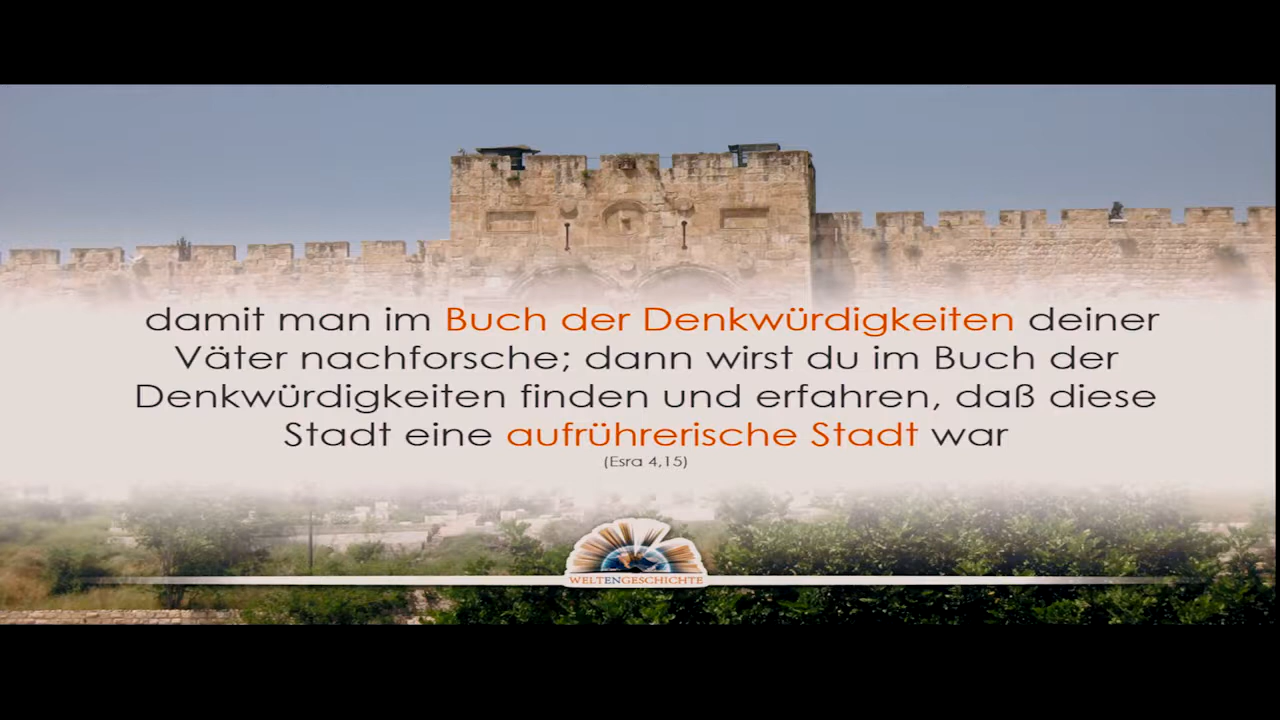 damit man im Buch der Denkwürdigkeiten deiner
Väter nachforsche; dann wirst du im Buch der
Denkwürdigkeiten finden und erfahren, daß diese
Stadt eine aufrührerische Stadt war
(Esra 4,15)
WELTENGESCHICHTE